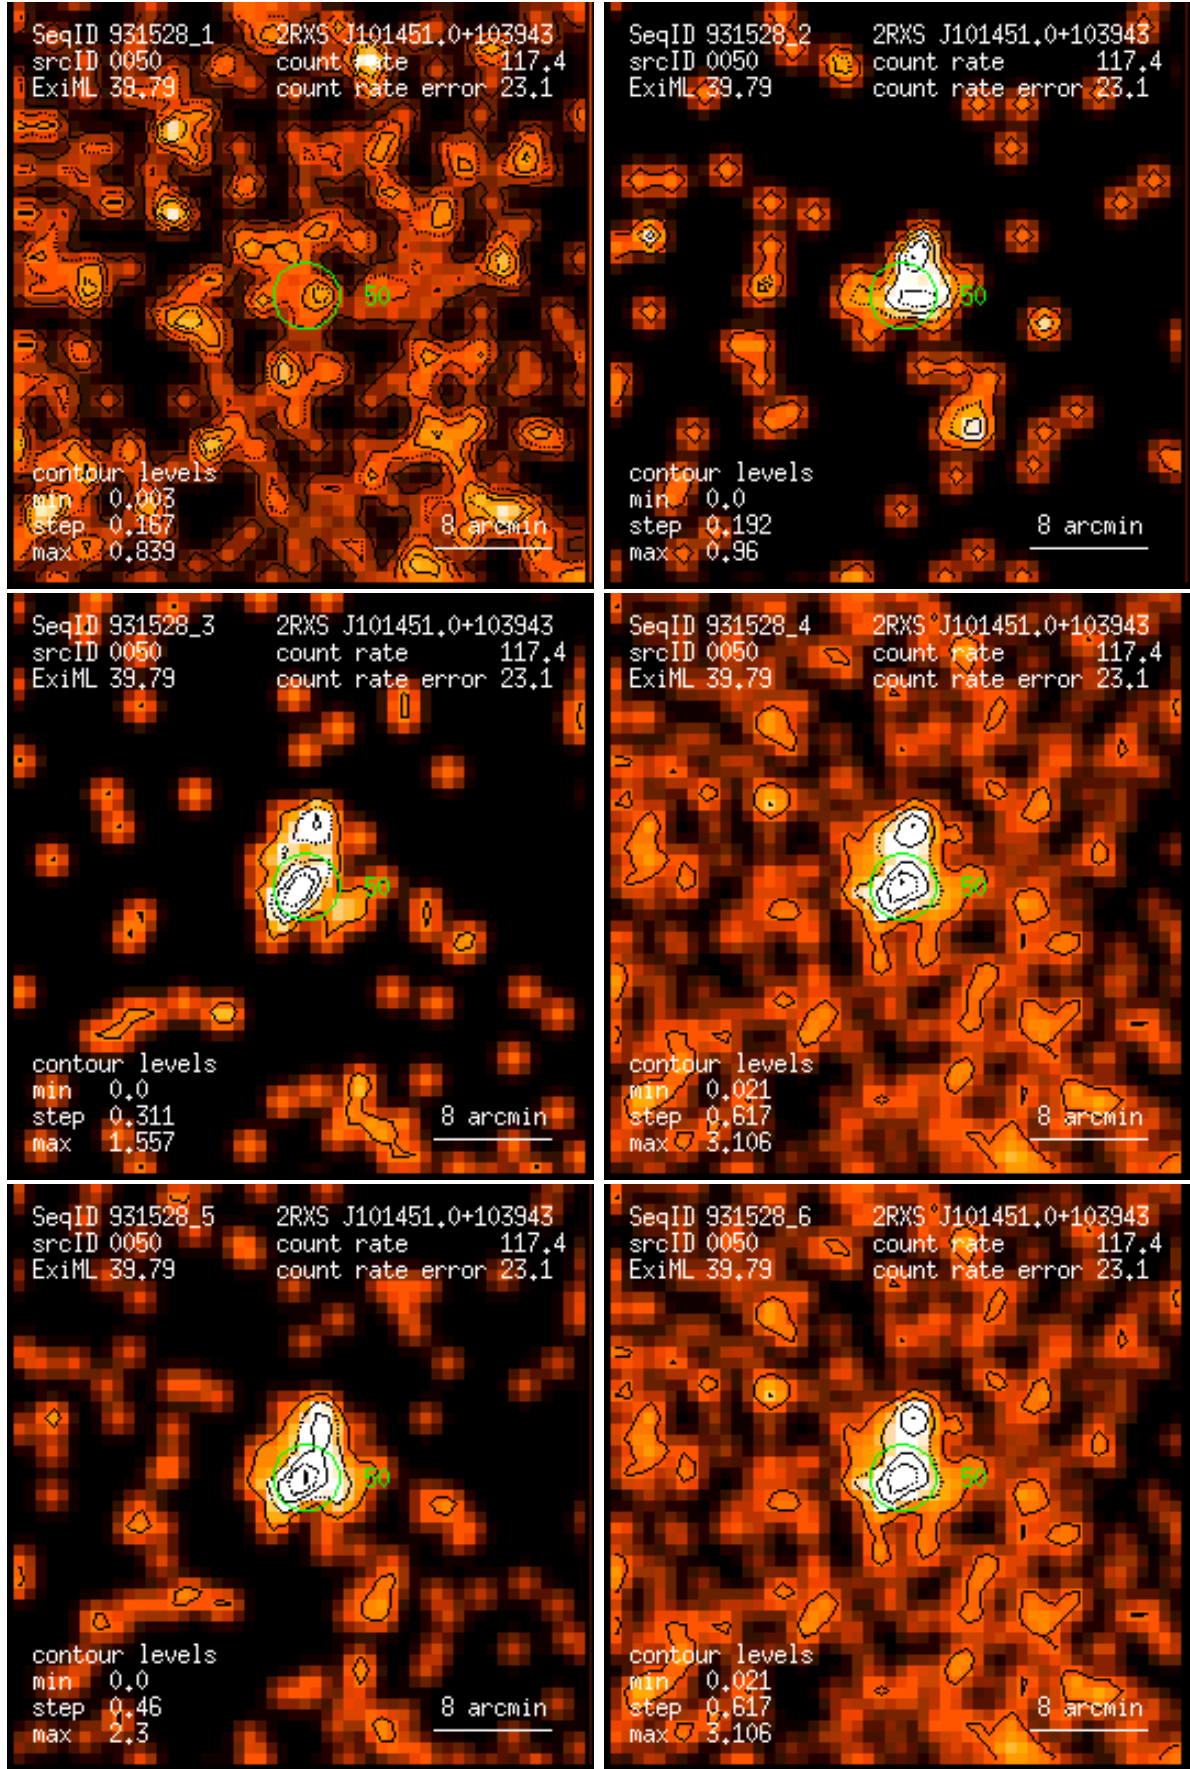 SeqID 931528_1 2RXS J101451.0+103943
srcID 0050 count rate 117.4
ExiML 39.79 count rate error 23.1
50
contour levels
min 0.003
step 0.167
max 0.839
8 arcmin
SeqID 931528_2 2RXS J101451.0+103943
srcID 0050 count rate 117.4
ExiML 39.79 count rate error 23.1
50
contour levels
min 0.0
step 0.192
max 0.96
8 arcmin
SeqID 931528_3 2RXS J101451.0+103943
srcID 0050 count rate 117.4
ExiML 39.79 count rate error 23.1
50
contour levels
min 0.0
step 0.311
max 1.557
8 arcmin
SeqID 931528_4 2RXS J101451.0+103943
srcID 0050 count rate 117.4
ExiML 39.79 count rate error 23.1
50
contour levels
min 0.021
step 0.617
max 3.106
8 arcmin
SeqID 931528_5 2RXS J101451.0+103943
srcID 0050 count rate 117.4
ExiML 39.79 count rate error 23.1
50
contour levels
min 0.0
step 0.46
max 2.3
8 arcmin
SeqID 931528_6 2RXS J101451.0+103943
srcID 0050 count rate 117.4
ExiML 39.79 count rate error 23.1
50
contour levels
min 0.021
step 0.617
max 3.106
8 arcmin